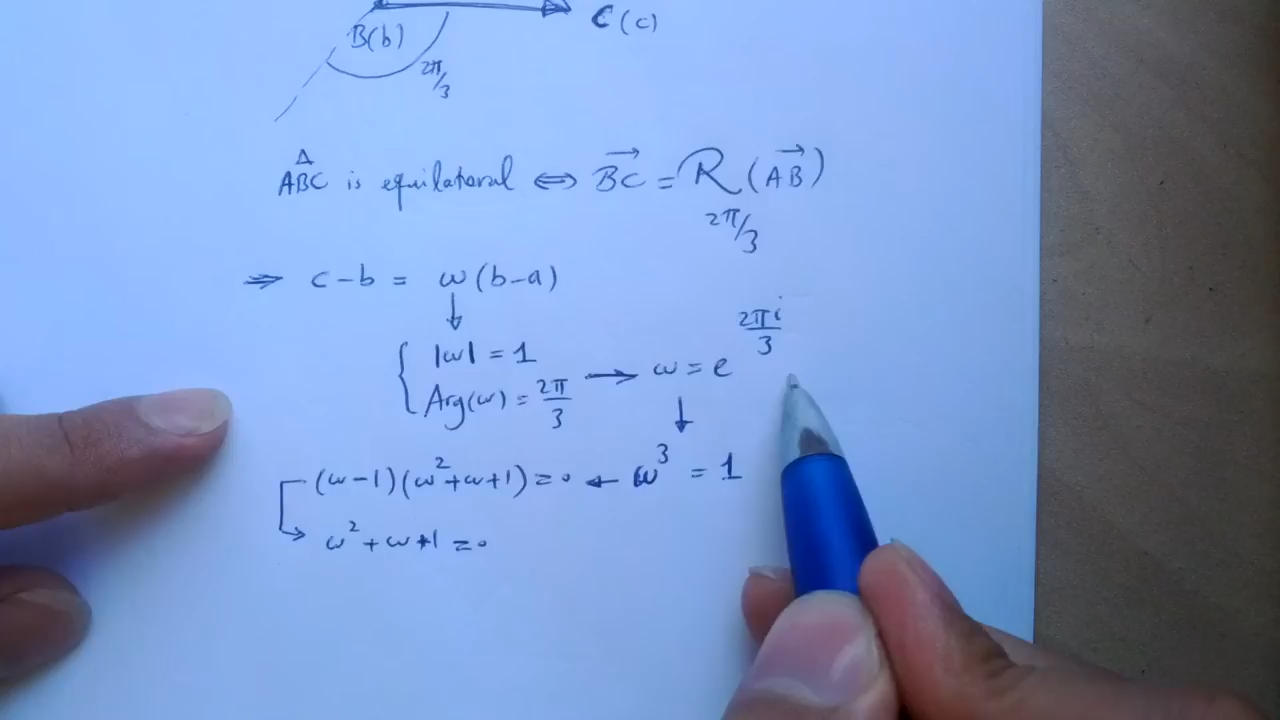 C(c)
B(b)
2π/3
ABC is equilateral ⇔ BC = R (AB)
2π/3
⇒ c-b = ω(b-a)
|ω| = 1
Arg(ω) = 2π/3 → ω = e^(2πi/3)
(ω-1)(ω²+ω+1)=0 ← ω³ = 1
ω²+ω+1=0